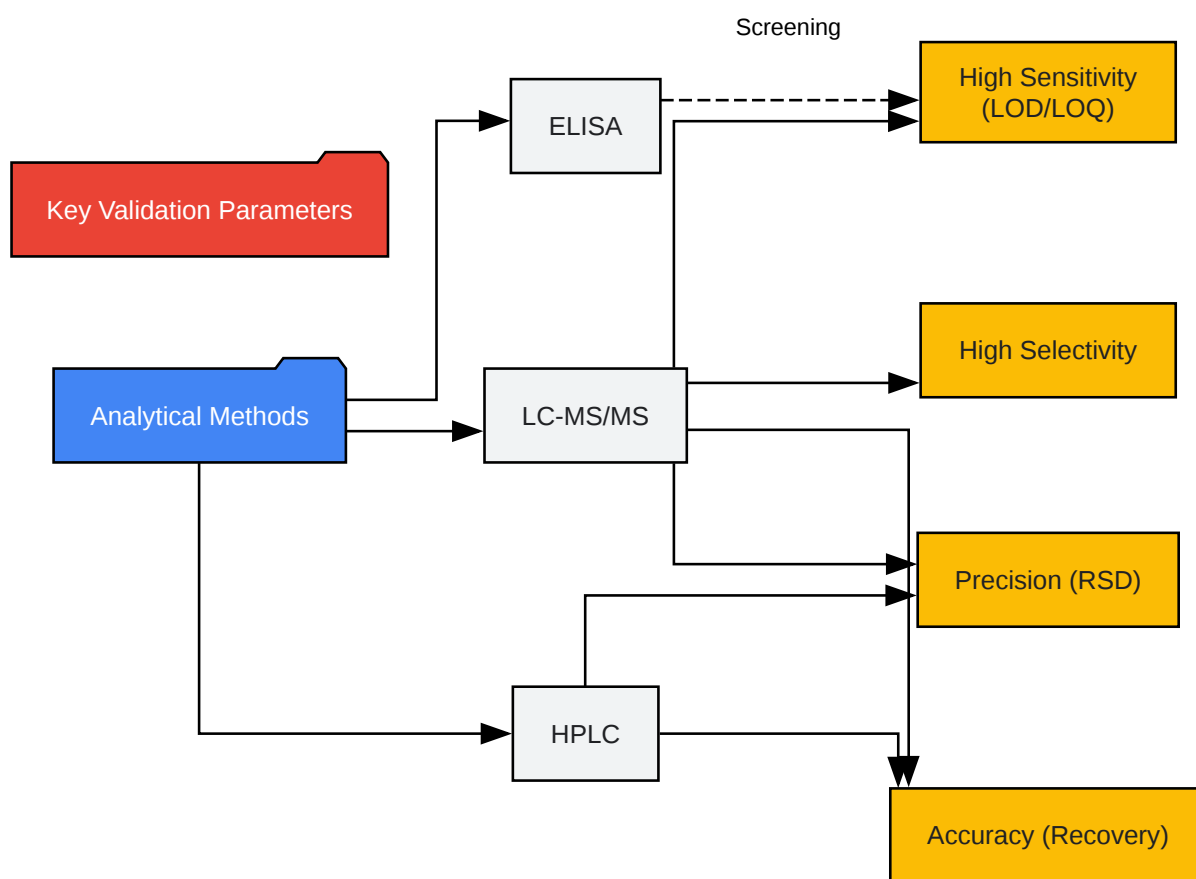 Screening
High Sensitivity
(LOD/LOQ)
ELISA
Key Validation Parameters
High Selectivity
Analytical Methods
LC-MS/MS
Precision (RSD)
HPLC
Accuracy (Recovery)